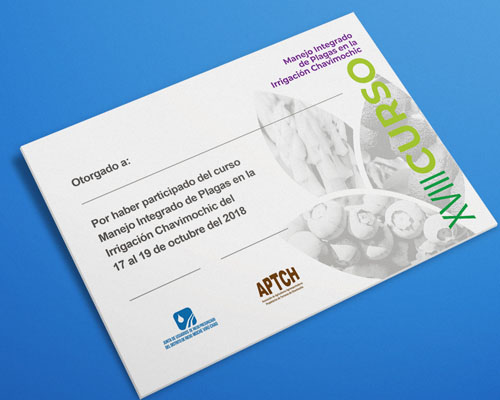 Manejo Integrado
de Plagas en la
Irrigación Chavimochic
XVIII CURSO
Otorgado a:
Por haber participado del curso
Manejo Integrado de Plagas en la
Irrigación Chavimochic del
17 al 19 de octubre del 2018
APTCH